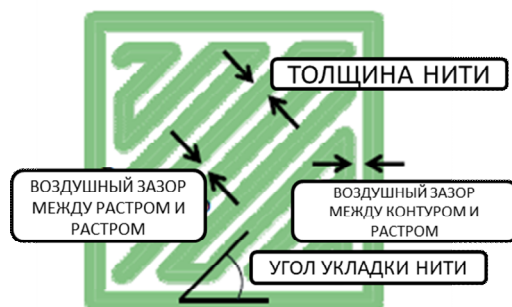 ТОЛЩИНА НИТИ
ВОЗДУШНЫЙ ЗАЗОР
МЕЖДУ РАСТРОМ И
РАСТРОМ
ВОЗДУШНЫЙ ЗАЗОР
МЕЖДУ КОНТУРОМ И
РАСТРОМ
УГОЛ УКЛАДКИ НИТИ